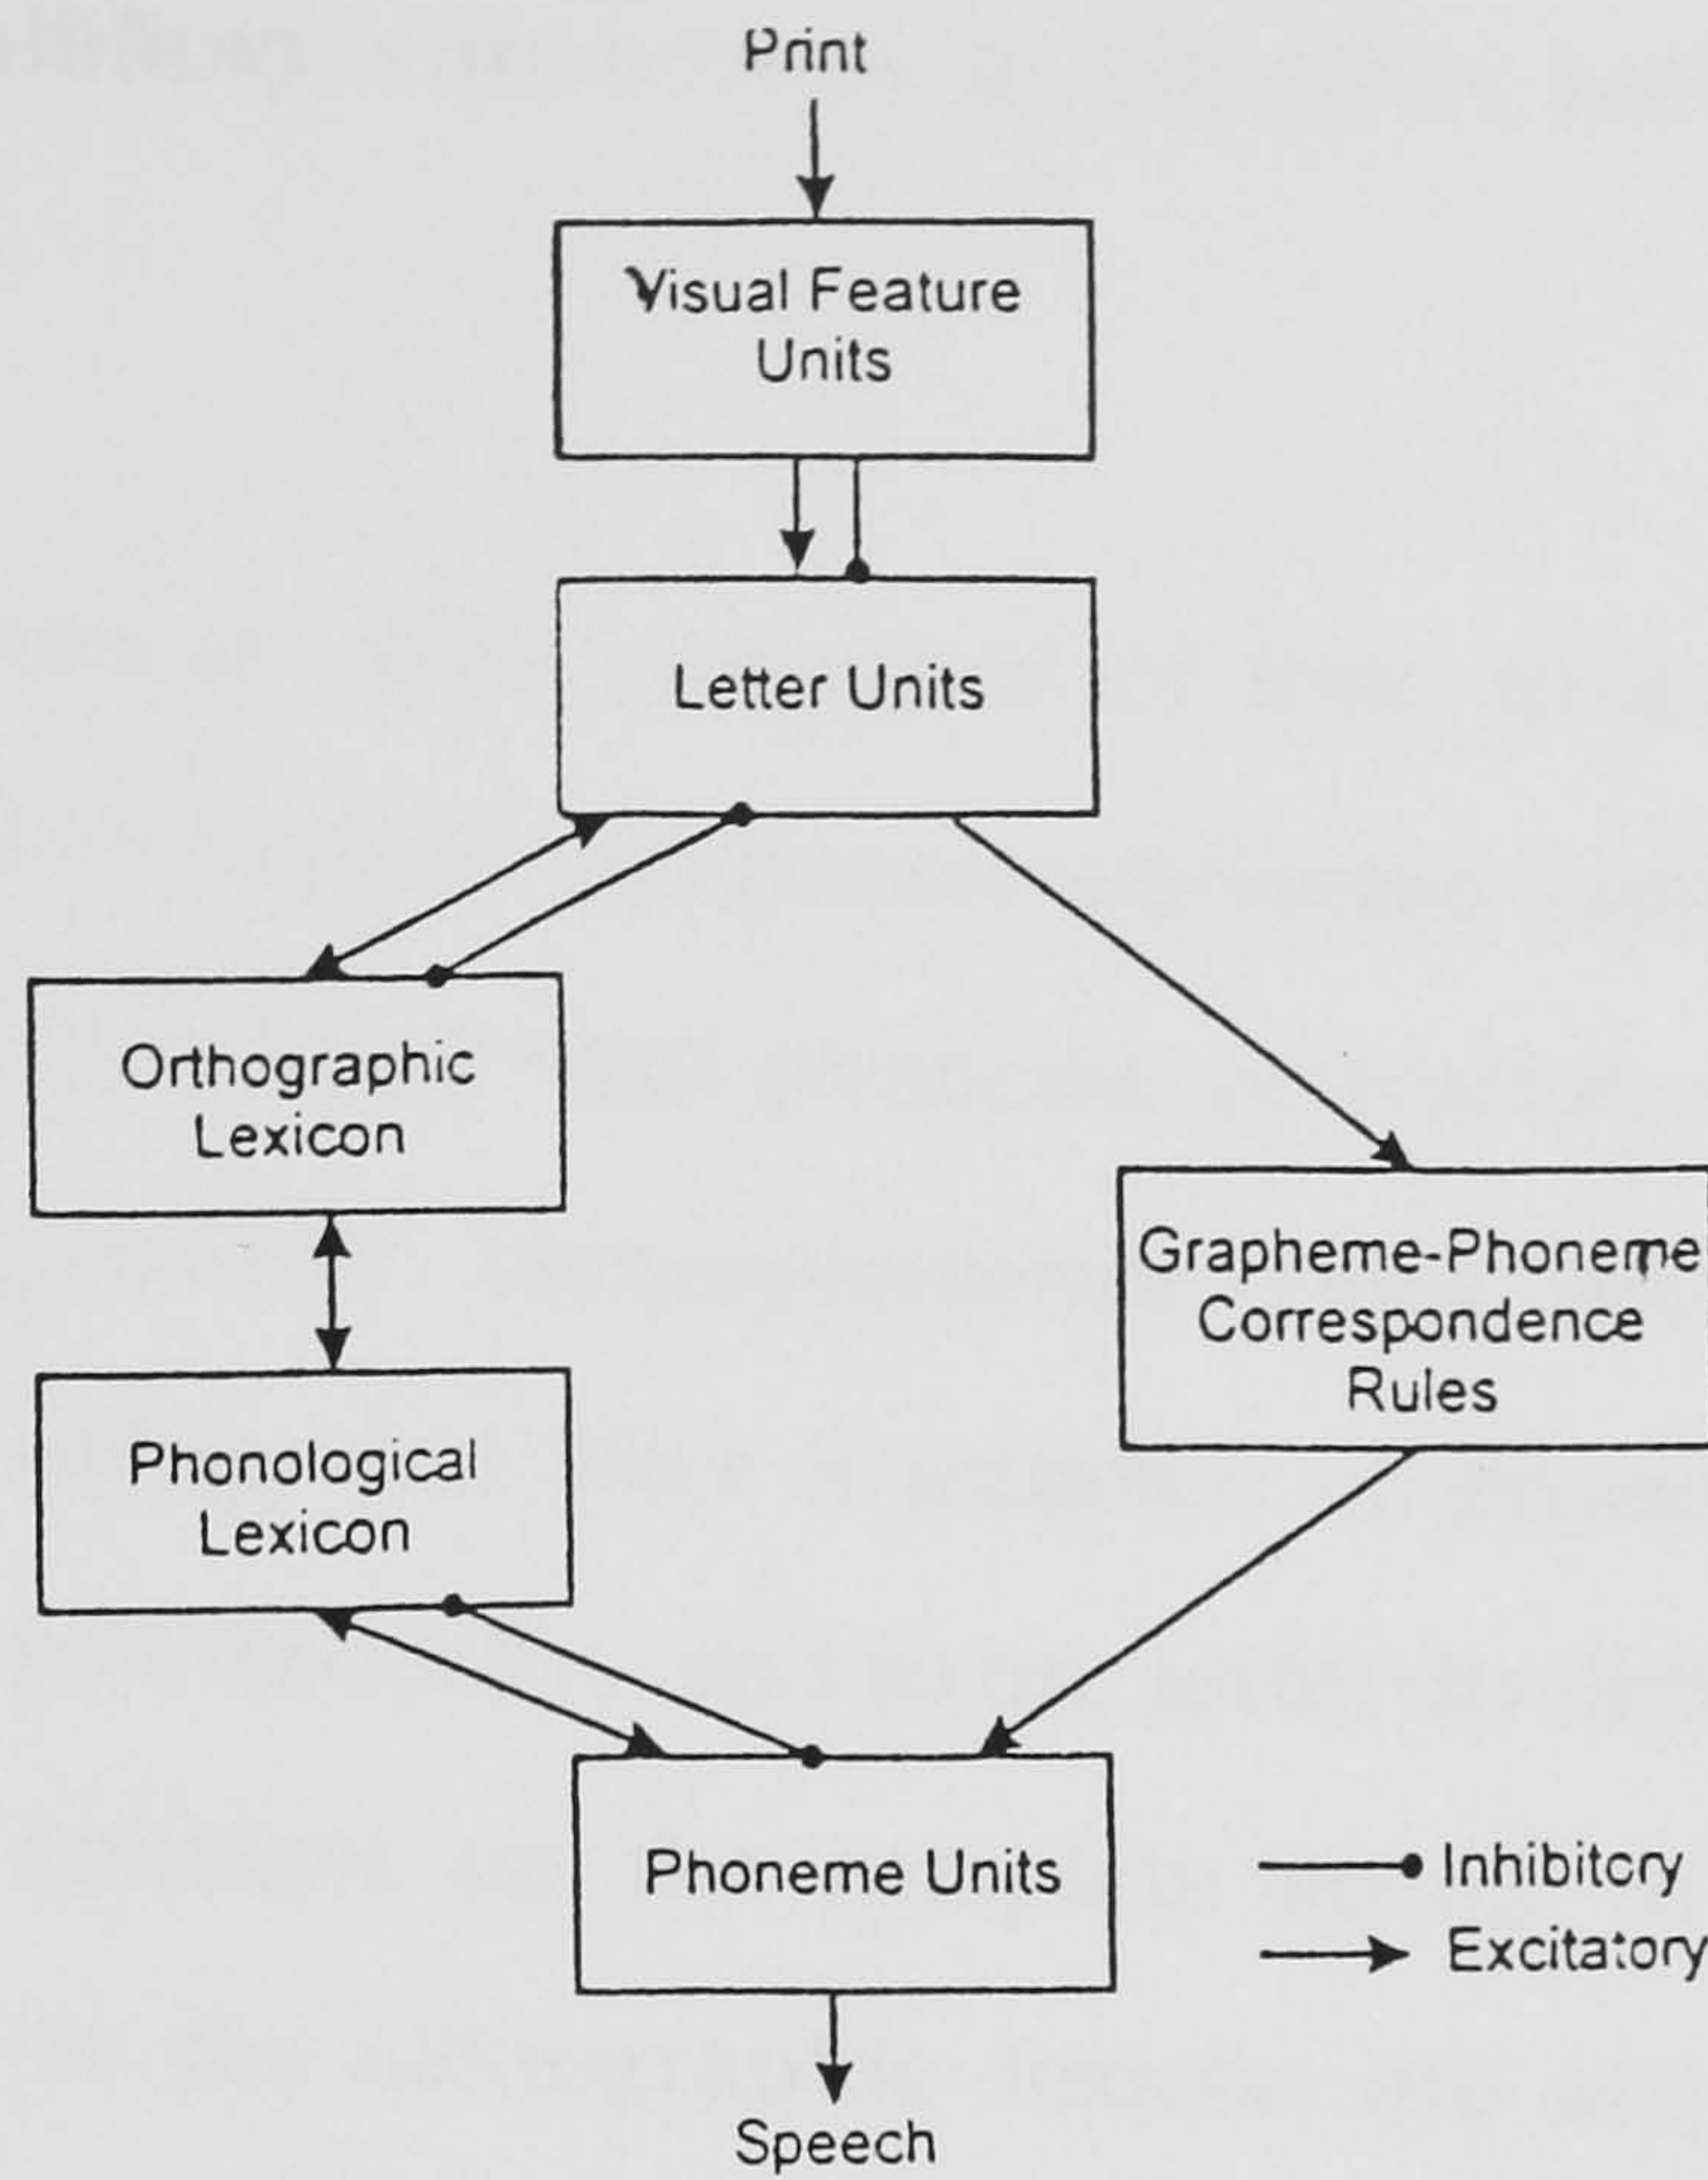 Print
Visual Feature
Units
Letter Units
Orthographic
Lexicon
Grapheme-Phoneme
Correspondence
Rules
Phonological
Lexicon
Phoneme Units
Inhibitory
Excitatory
Speech